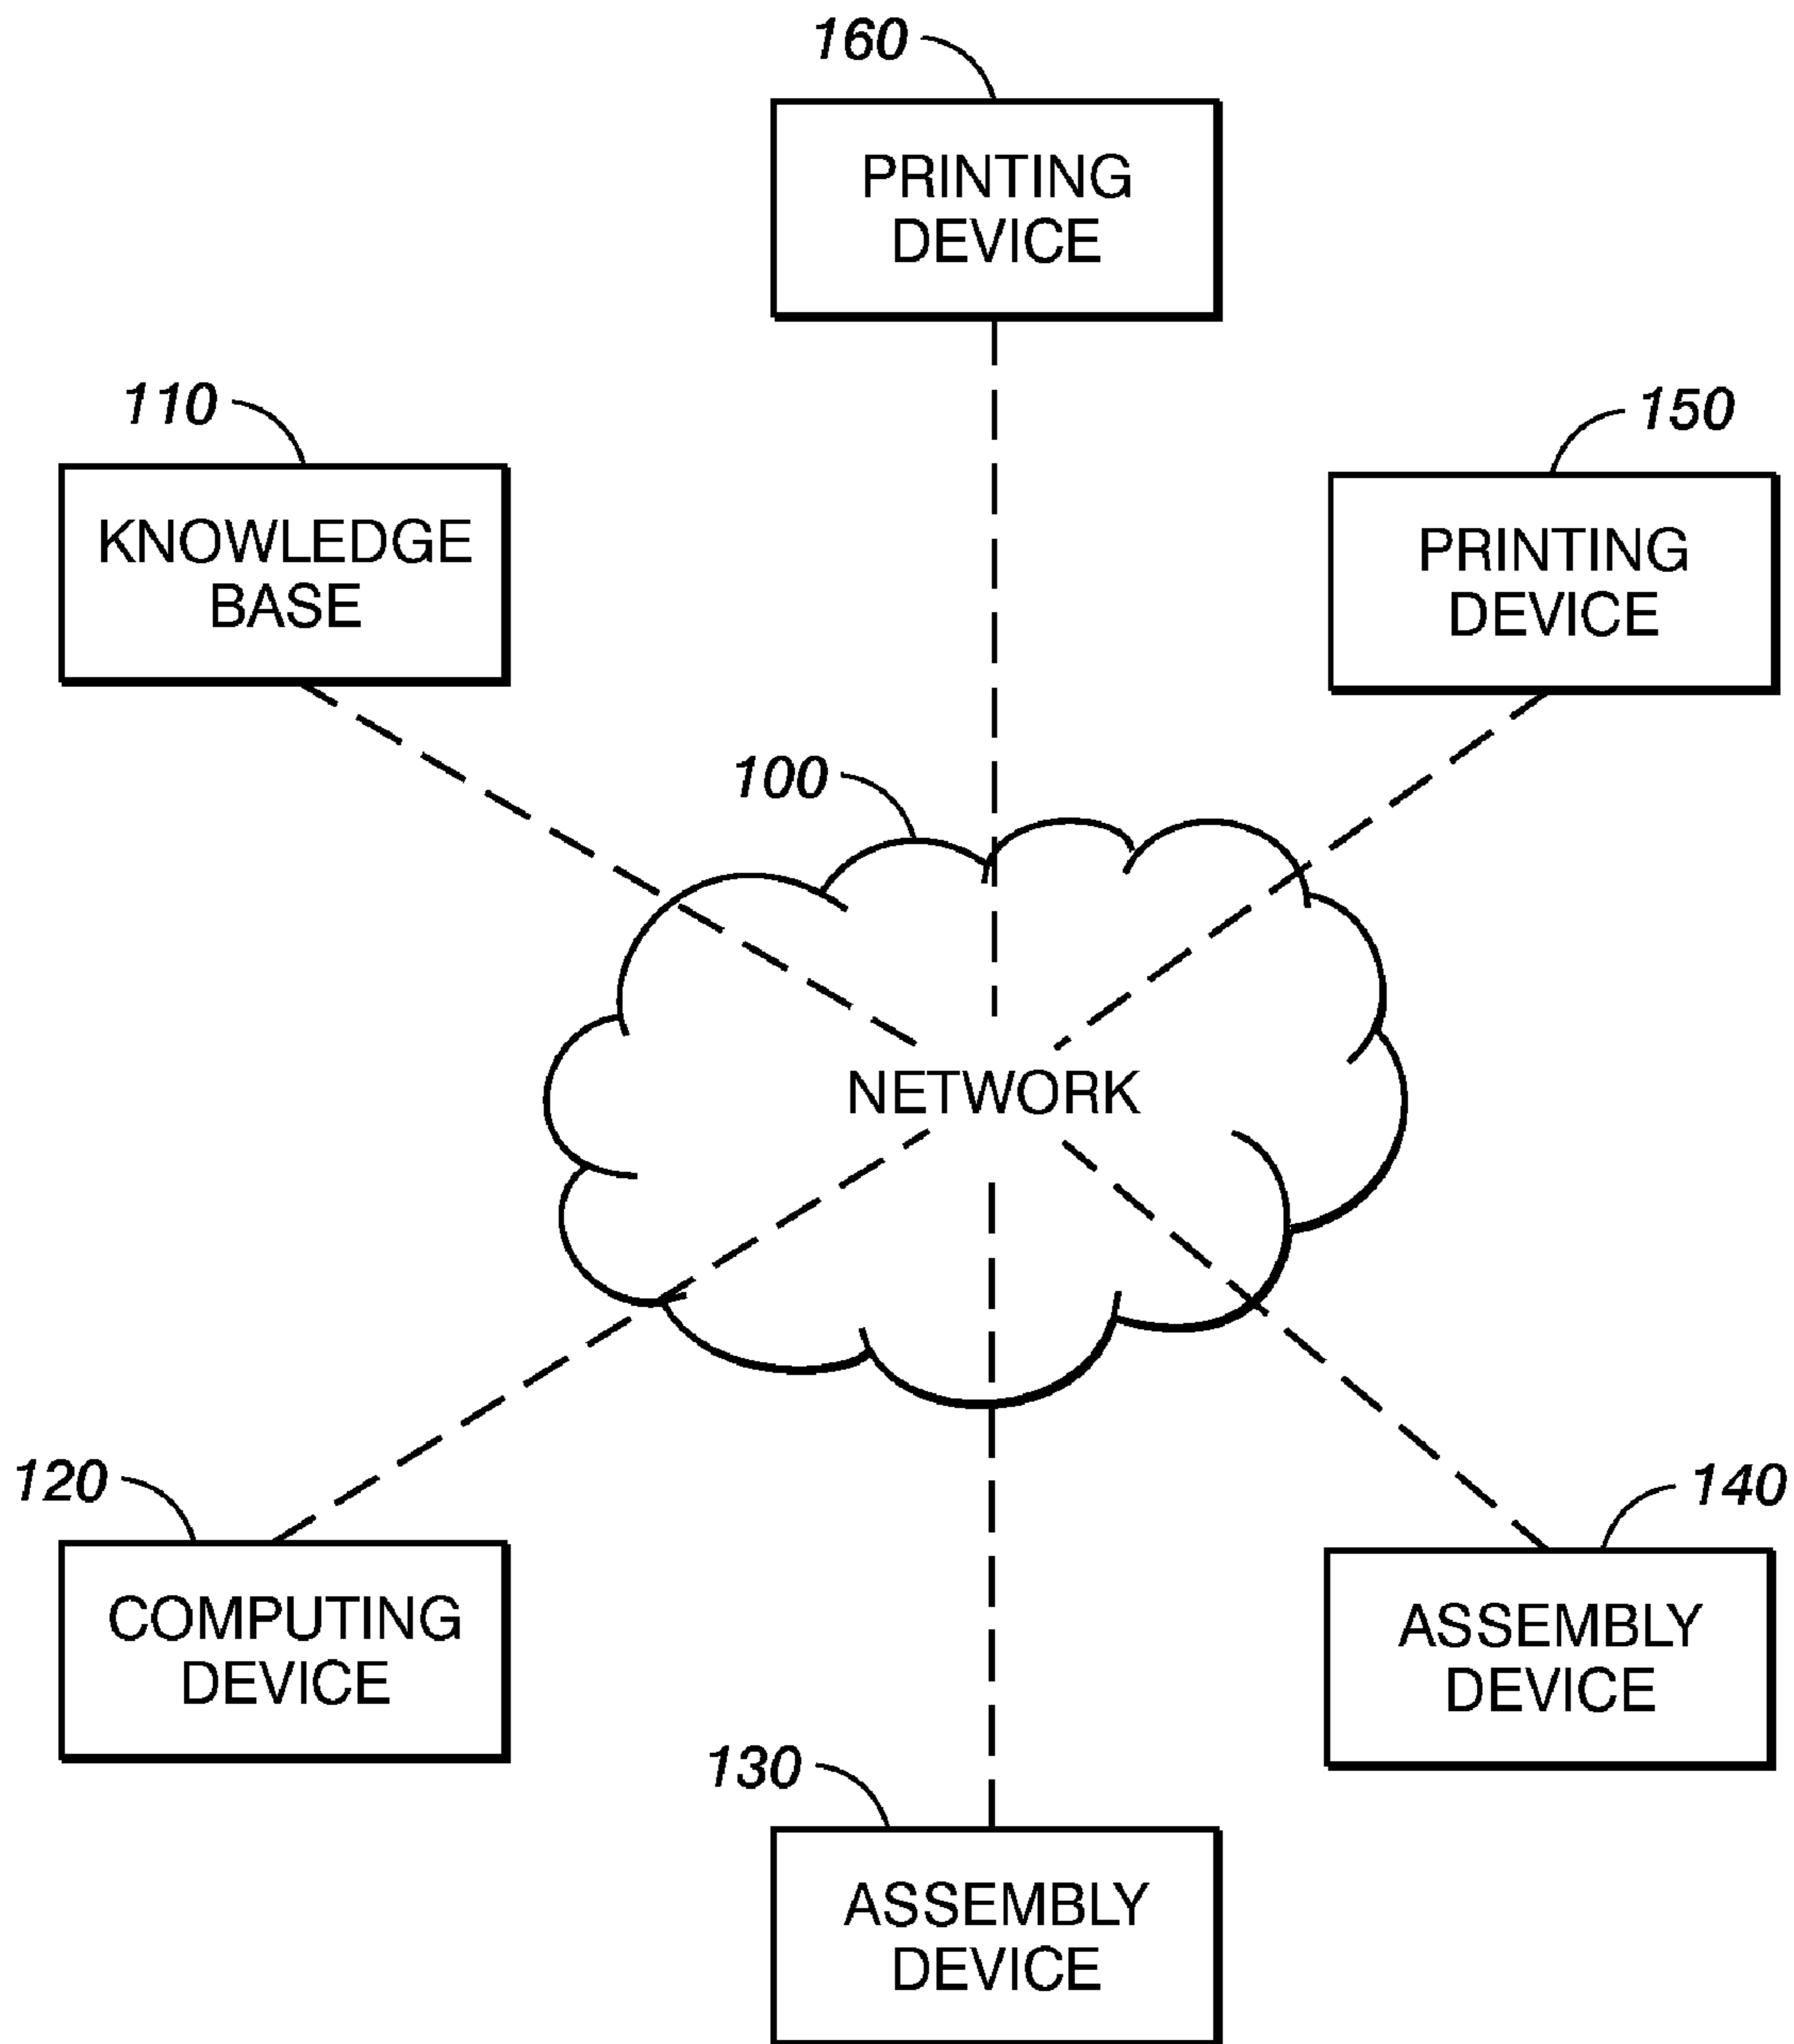 160
PRINTING
DEVICE
110
KNOWLEDGE
BASE
150
PRINTING
DEVICE
100
NETWORK
120
COMPUTING
DEVICE
140
ASSEMBLY
DEVICE
130
ASSEMBLY
DEVICE